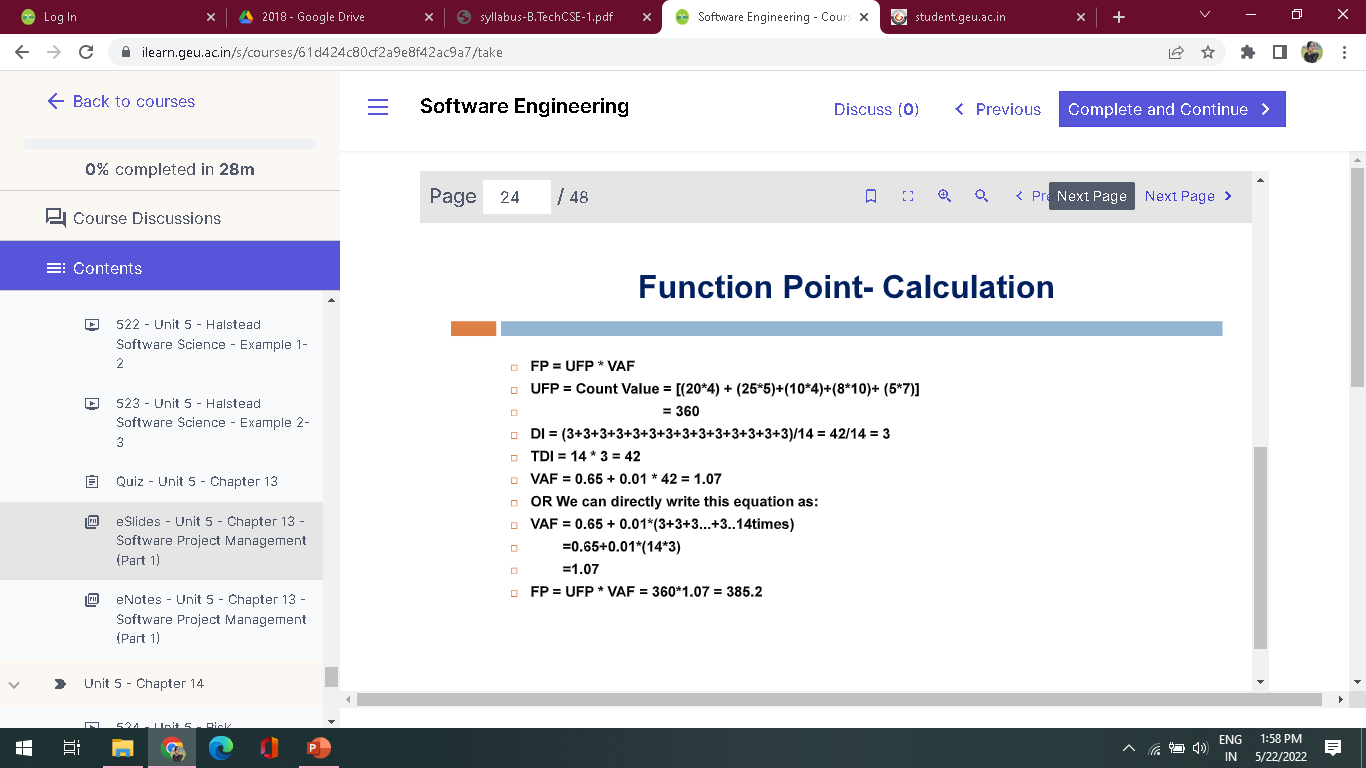 Log In
2018 - Google Drive
syllabus-B.TechCSE-1.pdf
Software Engineering - Cours
student.geu.ac.in
ilearn.geu.ac.in/s/courses/61d424c80cf2a9e8f42ac9a7/take
Back to courses
0% completed in 28m
Course Discussions
Contents
522 - Unit 5 - Halstead
Software Science - Example 1-
2
523 - Unit 5 - Halstead
Software Science - Example 2-
3
Quiz - Unit 5 - Chapter 13
eSlides - Unit 5 - Chapter 13 -
Software Project Management
(Part 1)
eNotes - Unit 5 - Chapter 13 -
Software Project Management
(Part 1)
Unit 5 - Chapter 14
524 - Unit 5 - Risk
Software Engineering
Discuss (0)
Previous
Complete and Continue
Page 24 / 48
Pre
Next Page
Next Page
Function Point- Calculation
FP = UFP * VAF
UFP = Count Value = [(20*4) + (25*5)+(10*4)+(8*10)+ (5*7)]
= 360
DI = (3+3+3+3+3+3+3+3+3+3+3+3+3+3)/14 = 42/14 = 3
TDI = 14 * 3 = 42
VAF = 0.65 + 0.01 * 42 = 1.07
OR We can directly write this equation as:
VAF = 0.65 + 0.01*(3+3+3...+3..14times)
=0.65+0.01*(14*3)
=1.07
FP = UFP * VAF = 360*1.07 = 385.2
ENG
IN
1:58 PM
5/22/2022